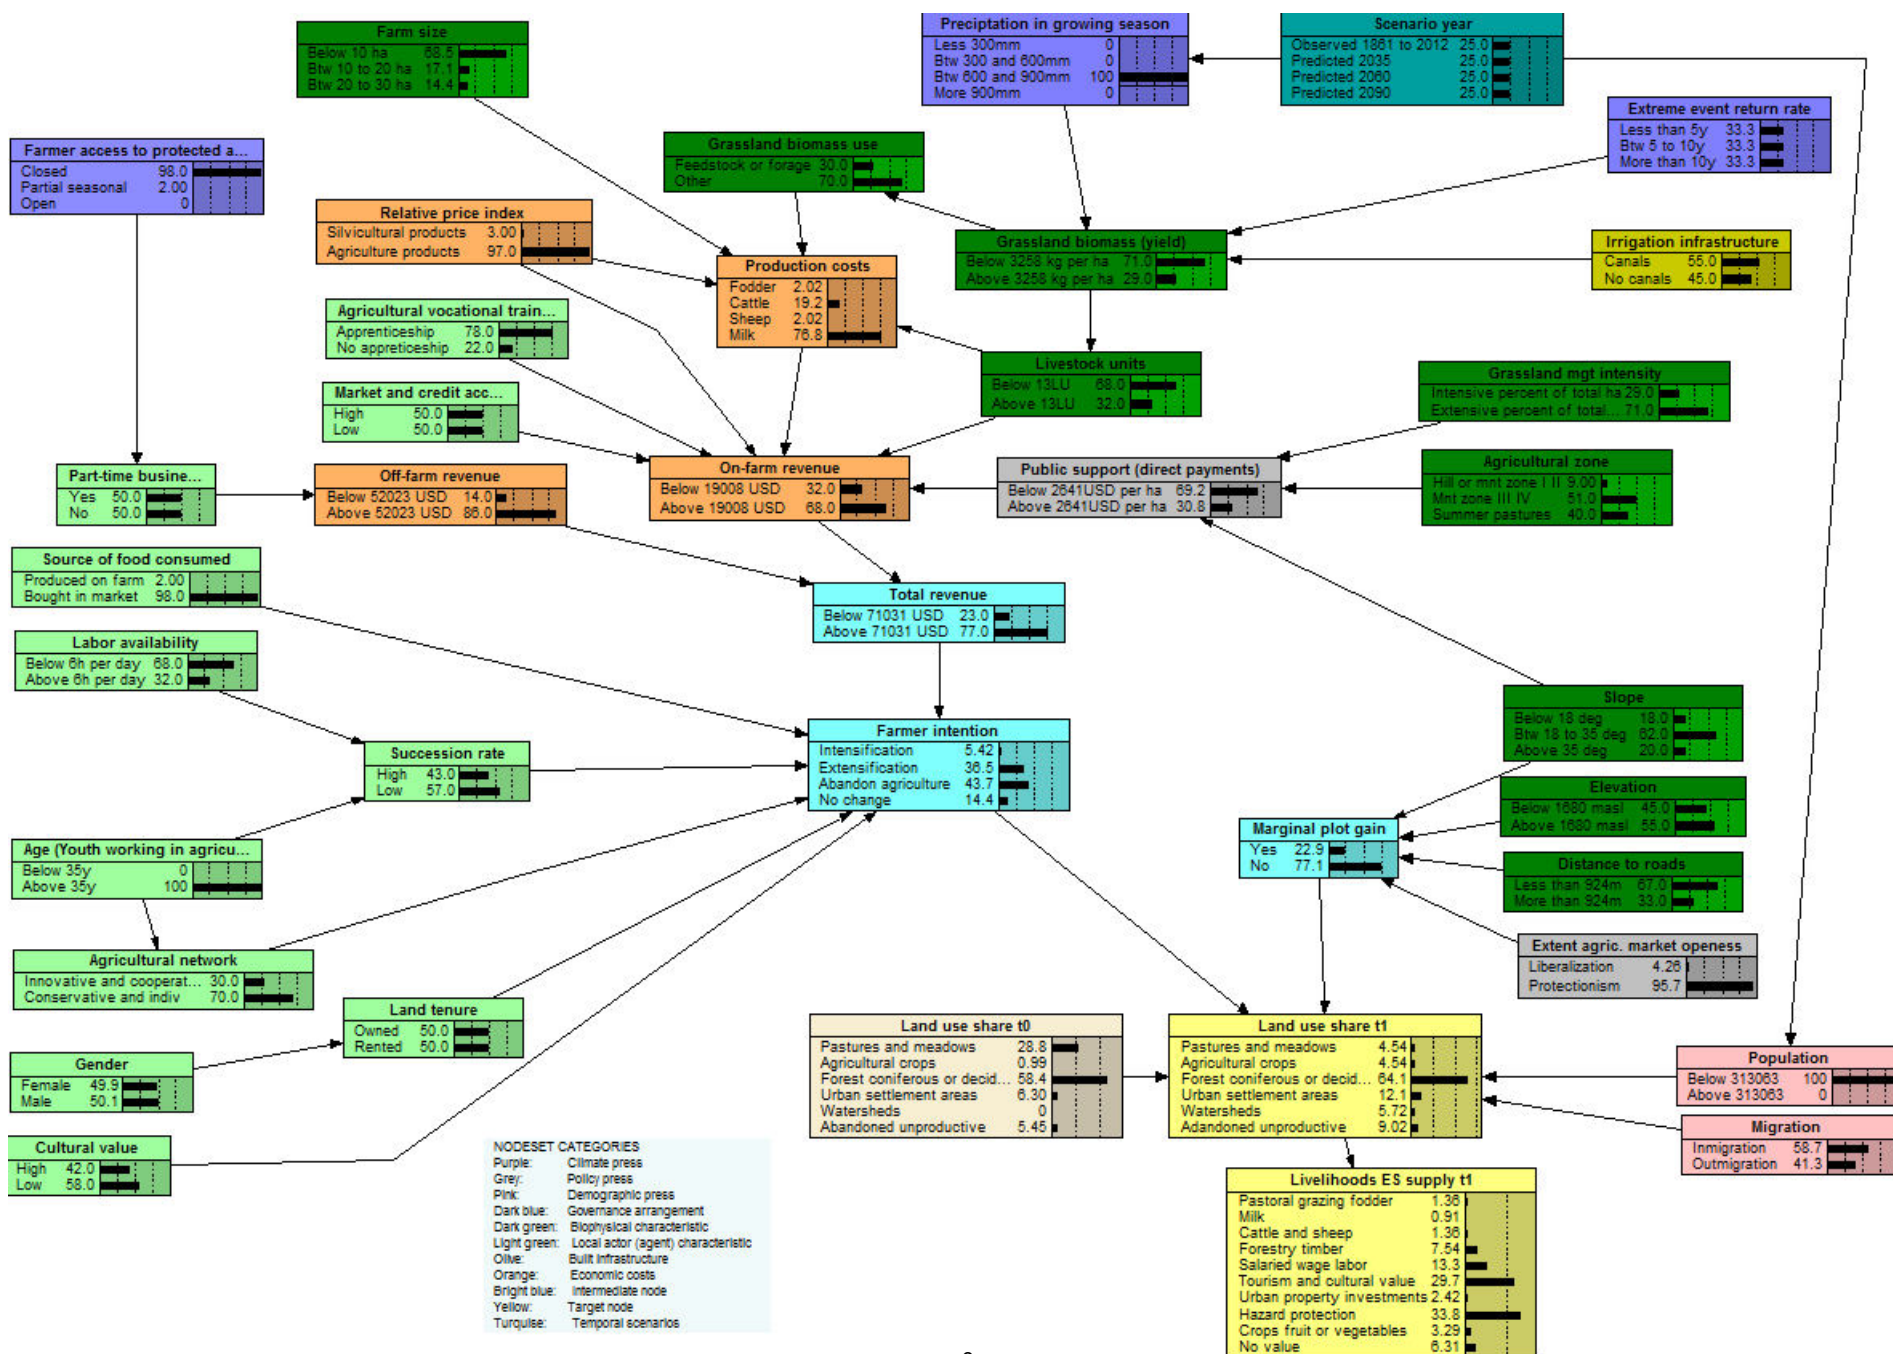 Farm size
Below 10 ha 68.5
Btw 10 to 20 ha 17.1
Btw 20 to 30 ha 14.4
Preciptation in growing season
Less 300mm 0
Btw 300 and 600mm 0
Btw 600 and 900mm 100
More 900mm 0
Scenario year
Observed 1861 to 2012 25.0
Predicted 2035 25.0
Predicted 2060 25.0
Predicted 2090 25.0
Extreme event return rate
Less than 5y 33.3
Btw 5 to 10y 33.3
More than 10y 33.3
Farmer access to protected a...
Closed 98.0
Partial seasonal 2.00
Open 0
Grassland biomass use
Feedstock or forage 30.0
Other 70.0
Relative price index
Silvicultural products 3.00
Agriculture products 97.0
Grassland biomass (yield)
Below 3258 kg per ha 71.0
Above 3258 kg per ha 29.0
Irrigation infrastructure
Canals 55.0
No canals 45.0
Production costs
Fodder 2.02
Cattle 19.2
Sheep 2.02
Milk 76.8
Agricultural vocational train...
Apprenticeship 78.0
No appreticeship 22.0
Livestock units
Below 13LU 68.0
Above 13LU 32.0
Grassland mgt intensity
Intensive percent of total ha 29.0
Extensive percent of total... 71.0
Market and credit acc...
High 50.0
Low 50.0
Part-time busine...
Yes 50.0
No 50.0
Off-farm revenue
Below 52023 USD 14.0
Above 52023 USD 86.0
On-farm revenue
Below 19008 USD 32.0
Above 19008 USD 68.0
Public support (direct payments)
Below 2641USD per ha 69.2
Above 2641USD per ha 30.8
Agricultural zone
Hill or mnt zone I II 9.00
Mnt zone III IV 51.0
Summer pastures 40.0
Source of food consumed
Produced on farm 2.00
Bought in market 98.0
Total revenue
Below 71031 USD 23.0
Above 71031 USD 77.0
Labor availability
Below 6h per day 68.0
Above 6h per day 32.0
Slope
Below 18 deg 18.0
Btw 18 to 35 deg 62.0
Above 35 deg 20.0
Farmer intention
Intensification 5.42
Extensification 36.5
Abandon agriculture 43.7
No change 14.4
Succession rate
High 43.0
Low 57.0
Elevation
Below 1680 masl 45.0
Above 1680 masl 55.0
Marginal plot gain
Yes 22.9
No 77.1
Age (Youth working in agricu...
Below 35y 0
Above 35y 100
Distance to roads
Less than 924m 67.0
More than 924m 33.0
Agricultural network
Innovative and cooperat... 30.0
Conservative and indiv 70.0
Extent agric. market openess
Liberalization 4.26
Protectionism 95.7
Land tenure
Owned 50.0
Rented 50.0
Land use share t0
Pastures and meadows 28.8
Agricultural crops 0.99
Forest coniferous or decid... 58.4
Urban settlement areas 6.30
Watersheds 0
Abandoned unproductive 5.45
Land use share t1
Pastures and meadows 4.54
Agricultural crops 4.54
Forest coniferous or decid... 64.1
Urban settlement areas 12.1
Watersheds 5.72
Adandoned unproductive 9.02
Population
Below 313063 100
Above 313063 0
Gender
Female 49.9
Male 50.1
Migration
Inmigration 58.7
Outmigration 41.3
Cultural value
High 42.0
Low 58.0
NODESET CATEGORIES
Purple: Climate press
Grey: Policy press
Pink: Demographic press
Dark blue: Governance arrangement
Dark green: Biophysical characteristic
Light green: Local actor (agent) characteristic
Olive: Built infrastructure
Orange: Economic costs
Bright blue: Intermediate node
Yellow: Target node
Turquise: Temporal scenarios
Livelihoods ES supply t1
Pastoral grazing fodder 1.36
Milk 0.91
Cattle and sheep 1.36
Forestry timber 7.54
Salaried wage labor 13.3
Tourism and cultural value 29.7
Urban property investments 2.42
Hazard protection 33.8
Crops fruit or vegetables 3.29
No value 6.31